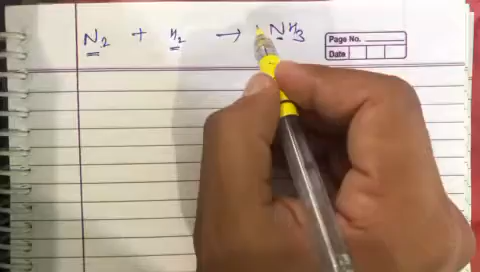 N₂ + H₂ → NH₃
Page No.
Date